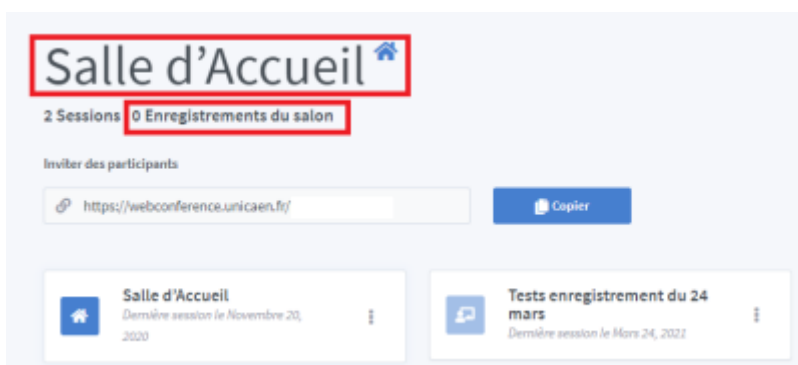 Salle d'Accueil
2 Sessions 0 Enregistrements du salon
Inviter des participants
https://webconference.unicaen.fr/
Copier
Salle d'Accueil
Dernière session le Novembre 20,
2020
Tests enregistrement du 24
mars
Dernière session le Mars 24, 2021